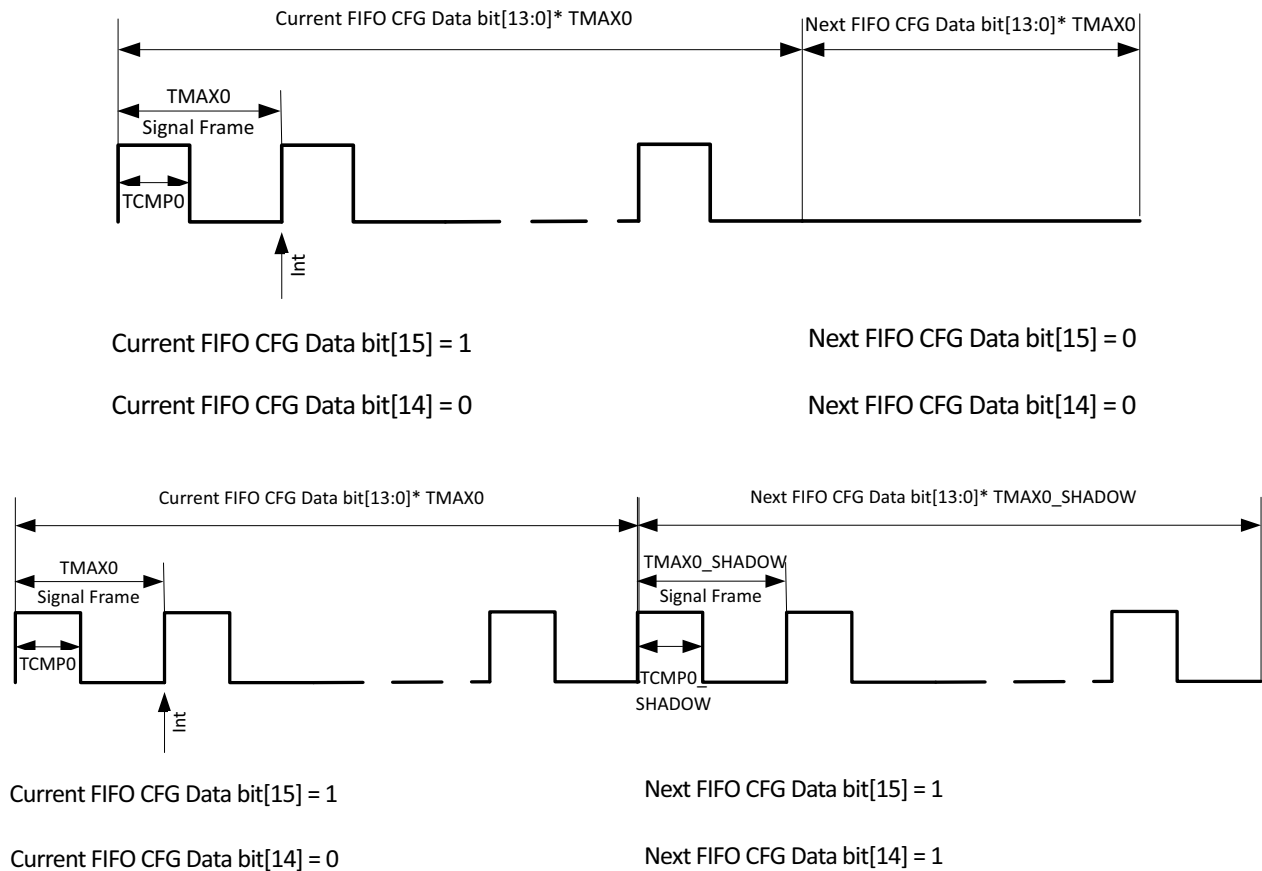 Current FIFO CFG Data bit[13:0]* TMAX0
Next FIFO CFG Data bit[13:0]* TMAX0
TMAX0
Signal Frame
TCMP0
Int
Current FIFO CFG Data bit[15] = 1
Next FIFO CFG Data bit[15] = 0
Current FIFO CFG Data bit[14] = 0
Next FIFO CFG Data bit[14] = 0
Current FIFO CFG Data bit[13:0]* TMAX0
Next FIFO CFG Data bit[13:0]* TMAX0_SHADOW
TMAX0
Signal Frame
TMAX0_SHADOW
Signal Frame
TCMP0
TCMP0_
SHADOW
Int
Current FIFO CFG Data bit[15] = 1
Next FIFO CFG Data bit[15] = 1
Current FIFO CFG Data bit[14] = 0
Next FIFO CFG Data bit[14] = 1